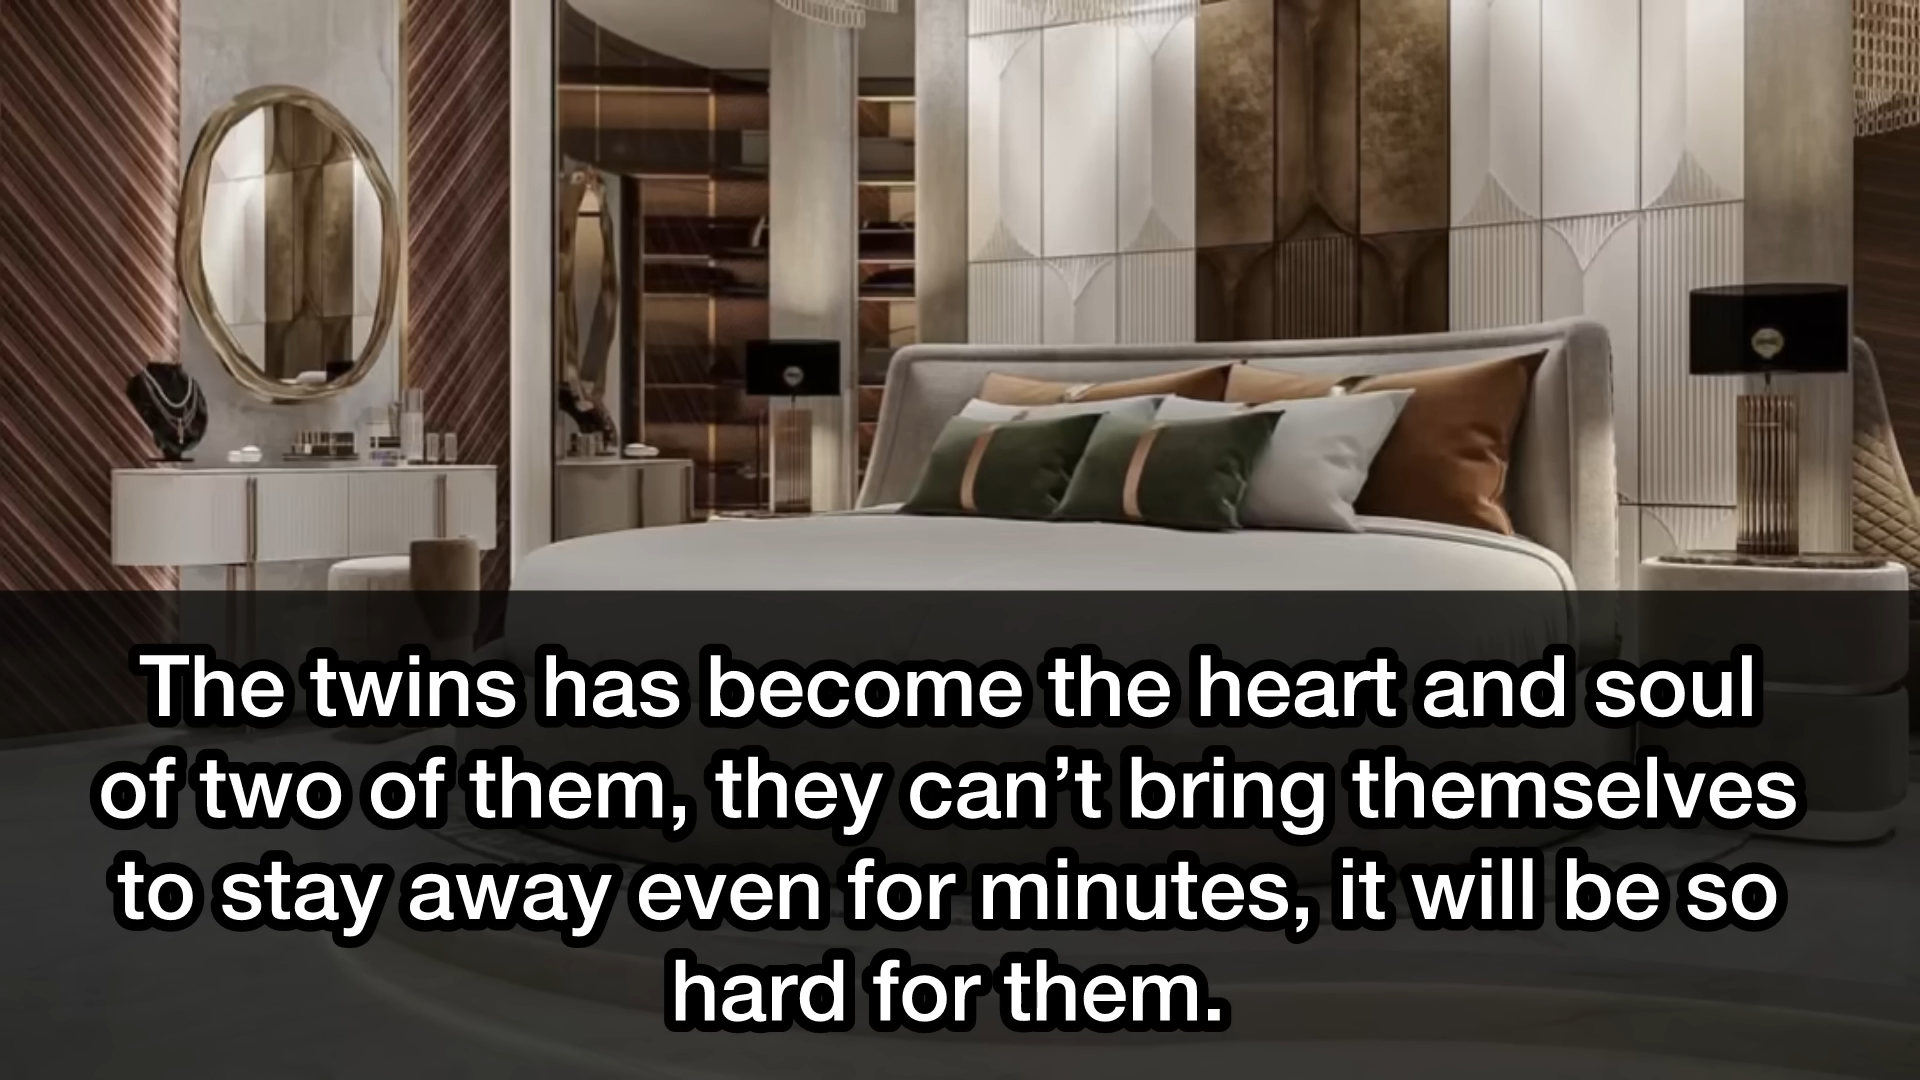 The twins has become the heart and soul
of two of them, they can’t bring themselves
to stay away even for minutes, it will be so
hard for them.